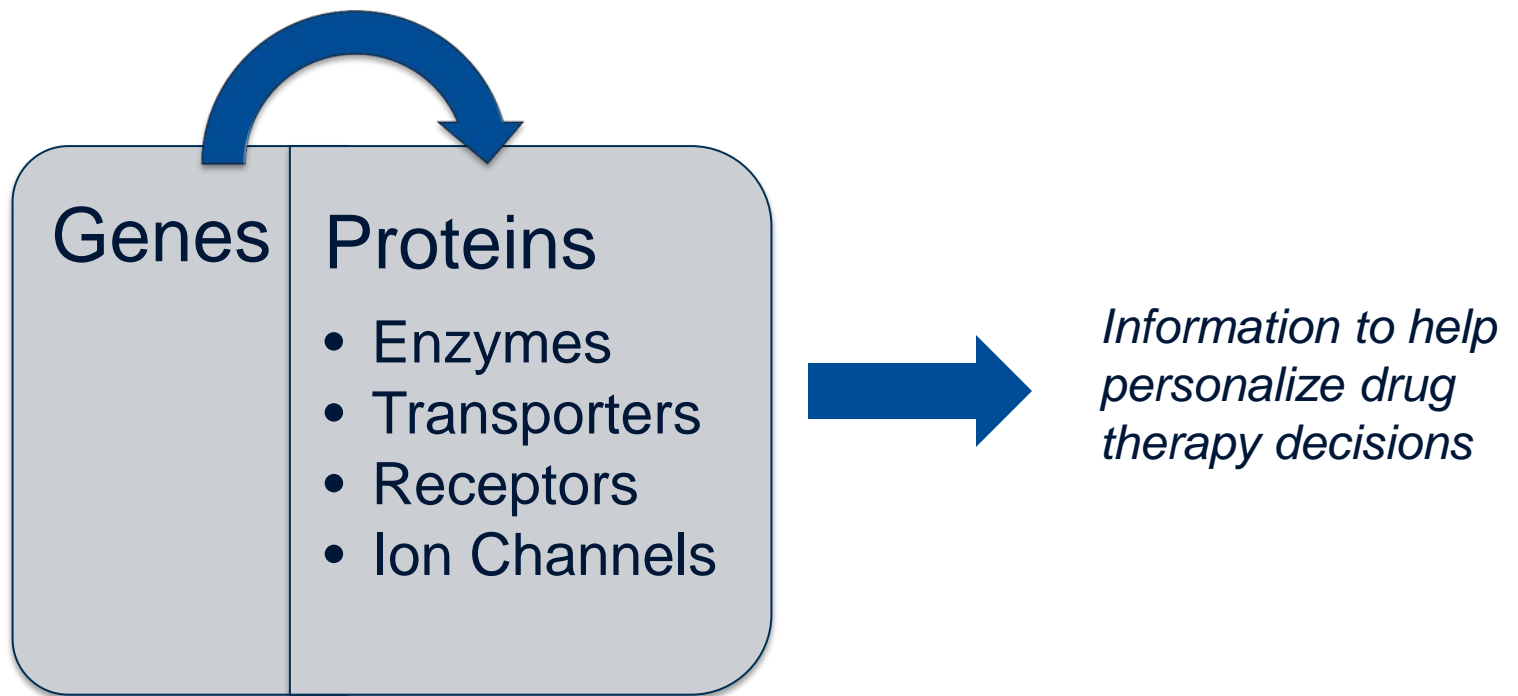 Genes
Proteins
• Enzymes
• Transporters
• Receptors
• Ion Channels
Information to help
personalize drug
therapy decisions